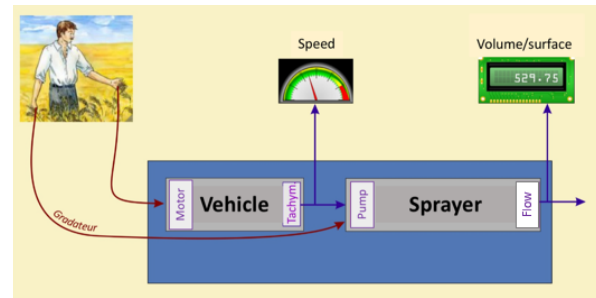 Speed
Volume/surface
529.75
Motor
Vehicle
Tachym.
Pump
Sprayer
Flow
Gradateur